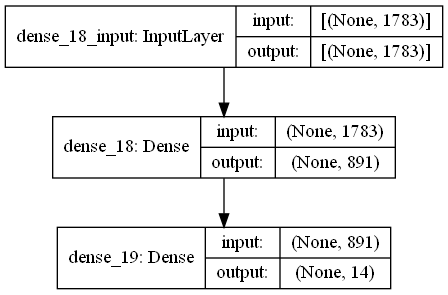 dense_18_input: InputLayer
input: [(None, 1783)]
output: [(None, 1783)]
dense_18: Dense
input: (None, 1783)
output: (None, 891)
dense_19: Dense
input: (None, 891)
output: (None, 14)